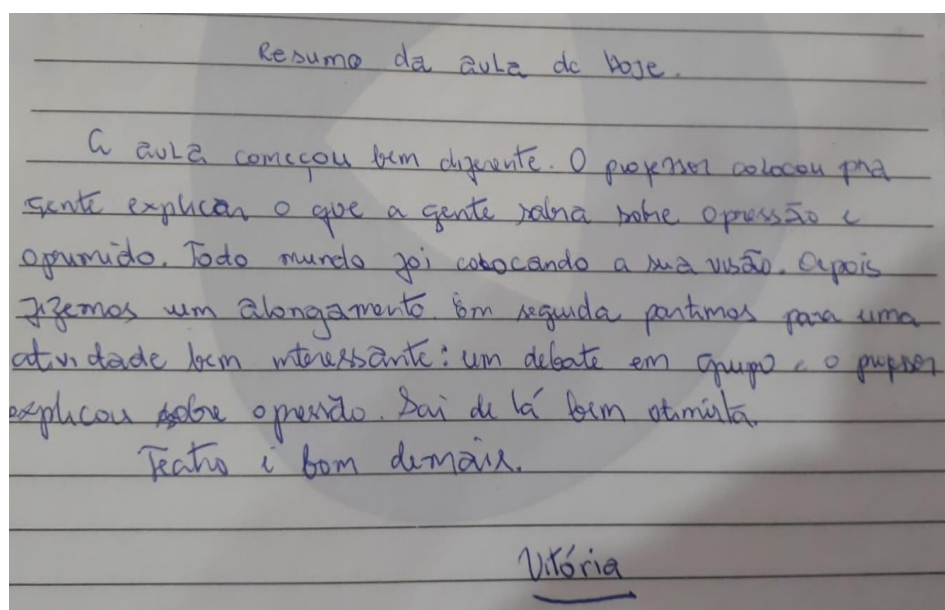 Resumo da aula de hoje.
A aula começou bem diferente. O professor colocou pra
gente explicar o que a gente sabia sobre opressão e
oprimido. Todo mundo foi colocando a sua visão. Depois
fizemos um alongamento. Em seguida partimos para uma
atividade bem interessante: um debate em grupo e o professor
explicou sobre opressão. Sai de lá bem otimista.
Teatro é bom demais.
Vitória